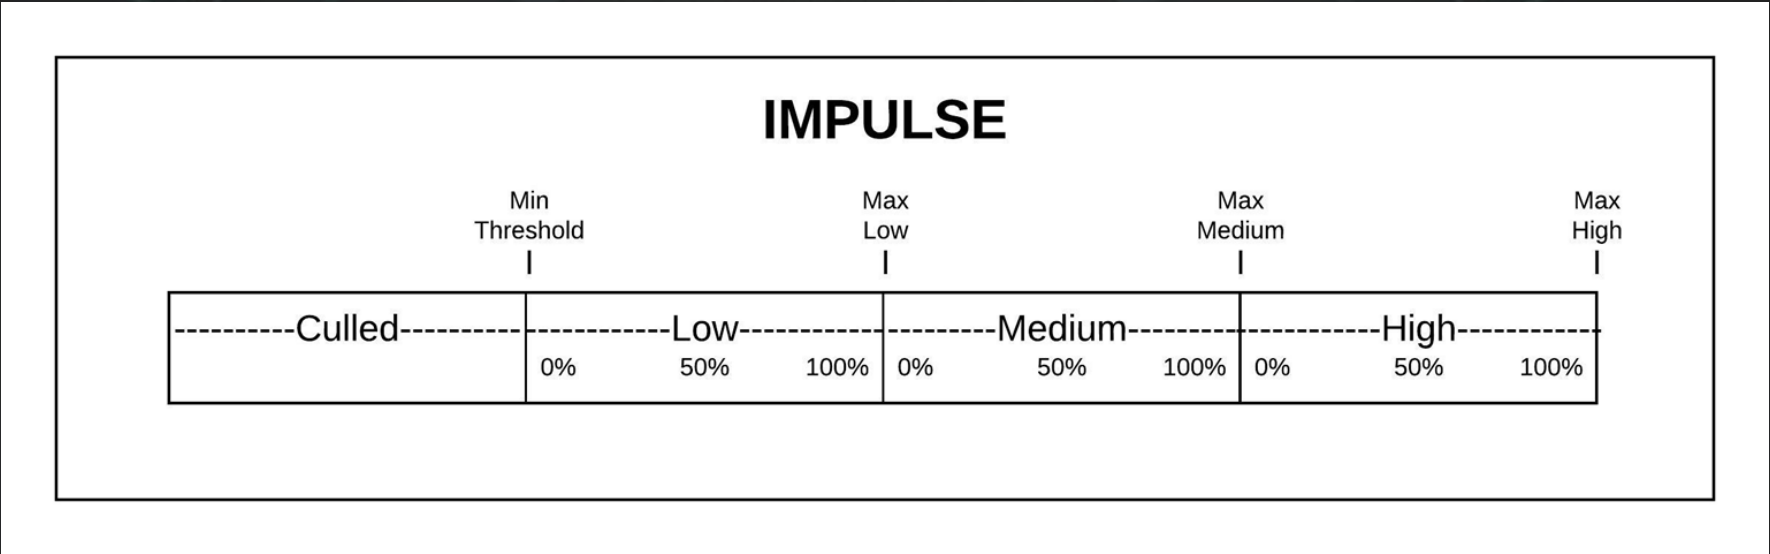 IMPULSE
Min
Threshold
Max
Low
Max
Medium
Max
High
----------Culled----------
------------Low------------
---------Medium---------
------------High------------
0% 50% 100%
0% 50% 100%
0% 50% 100%